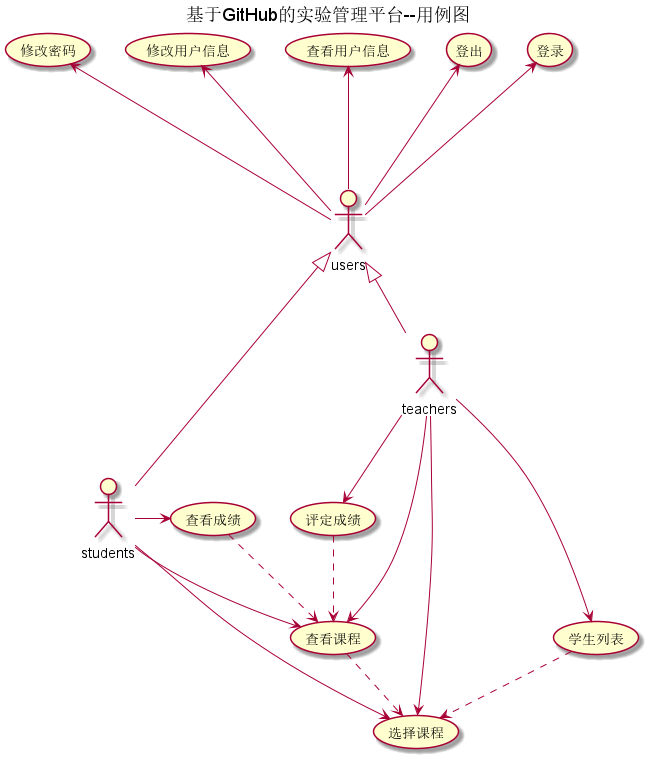 基于GitHub的实验管理平台--用例图
修改密码
修改用户信息
查看用户信息
登出
登录
users
teachers
students
查看成绩
评定成绩
查看课程
学生列表
选择课程